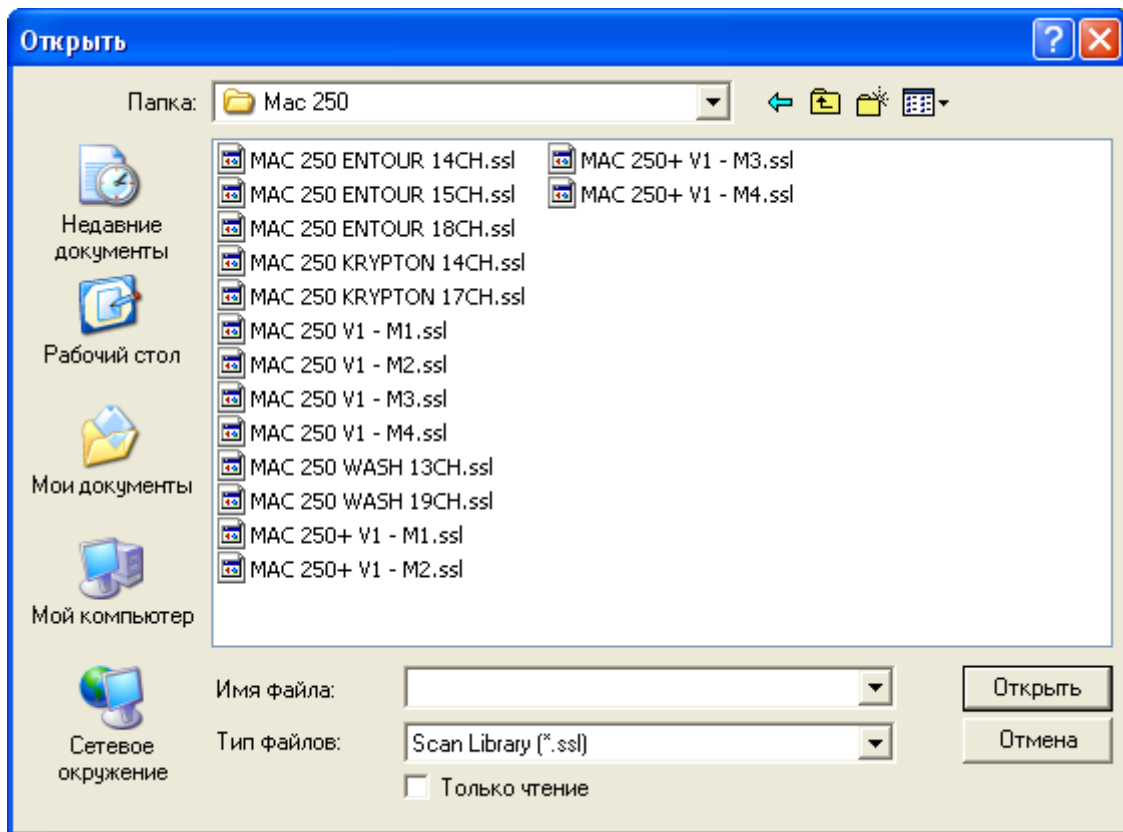 Открыть
Папка: Mac 250
MAC 250 ENTOUR 14CH.ssl
MAC 250 ENTOUR 15CH.ssl
MAC 250 ENTOUR 18CH.ssl
MAC 250 KRYPTON 14CH.ssl
MAC 250 KRYPTON 17CH.ssl
MAC 250 V1 - M1.ssl
MAC 250 V1 - M2.ssl
MAC 250 V1 - M3.ssl
MAC 250 V1 - M4.ssl
MAC 250 WASH 13CH.ssl
MAC 250 WASH 19CH.ssl
MAC 250+ V1 - M1.ssl
MAC 250+ V1 - M2.ssl
MAC 250+ V1 - M3.ssl
MAC 250+ V1 - M4.ssl
Недавние
документы
Рабочий стол
Мои документы
Мой компьютер
Сетевое
окружение
Имя файла:
Открыть
Тип файлов: Scan Library (*.ssl)
Отмена
Только чтение